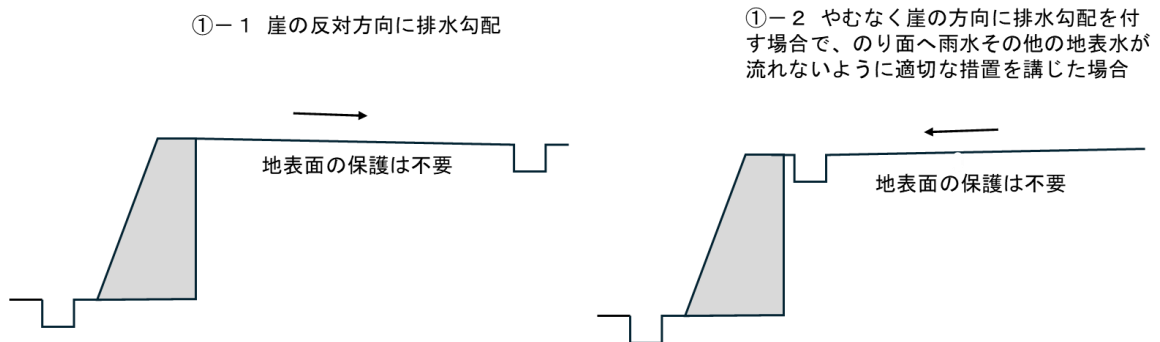 ①－１ 崖の反対方向に排水勾配
地表面の保護は不要
①－２ やむなく崖の方向に排水勾配を付
す場合で、のり面へ雨水その他の地表水が
流れないように適切な措置を講じた場合
地表面の保護は不要